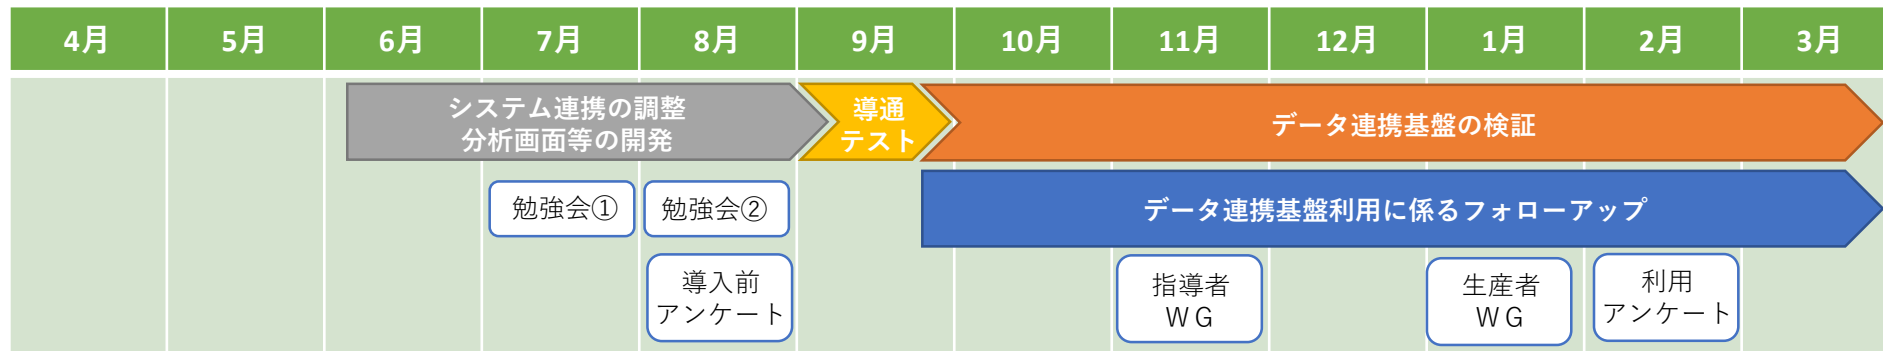 4月 5月 6月 7月 8月 9月 10月 11月 12月 1月 2月 3月
システム連携の調整
分析画面等の開発
導通
テスト
データ連携基盤の検証
勉強会①
勉強会②
データ連携基盤利用に係るフォローアップ
導入前
アンケート
指導者
ＷＧ
生産者
ＷＧ
利用
アンケート